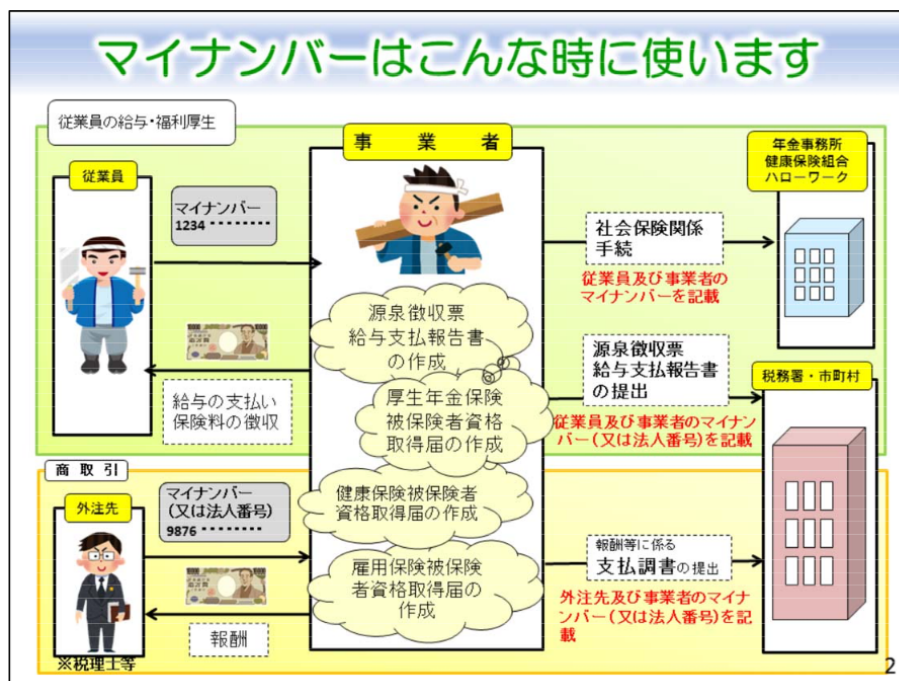 マイナンバーはこんな時に使います
従業員の給与・福利厚生
事業者
年金事務所
健康保険組合
ハローワーク
従業員
マイナンバー
1234 ‥‥‥‥
社会保険関係
手続
従業員及び事業者の
マイナンバーを記載
源泉徴収票
給与支払報告書
の作成
源泉徴収票
給与支払報告書
の提出
税務署・市町村
給与の支払い
保険料の徴収
厚生年金保険
被保険者資格
取得届の作成
従業員及び事業者のマイナン
バー(又は法人番号)を記載
商取引
外注先
マイナンバー
(又は法人番号)
9876 ‥‥‥‥
健康保険被保険者
資格取得届の作成
雇用保険被保険
者資格取得届の
作成
報酬等に係る
支払調書の提出
外注先及び事業者のマイナ
ンバー(又は法人番号)を記
載
報酬
※税理士等
2